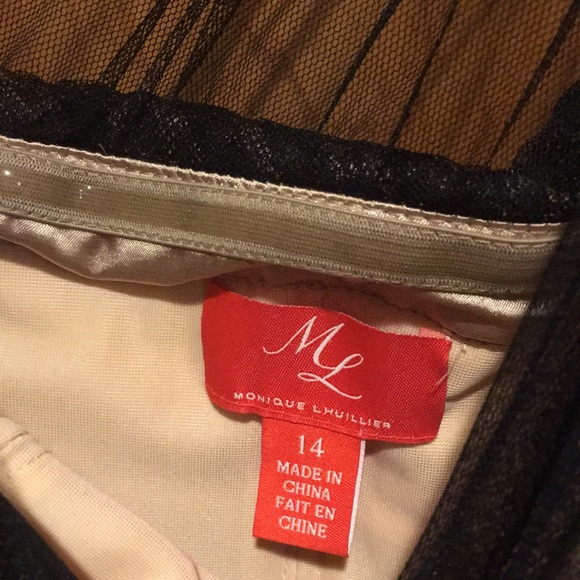 ML
MONIQUE LHUILLIER
14
MADE IN
CHINA
FAIT EN
CHINE